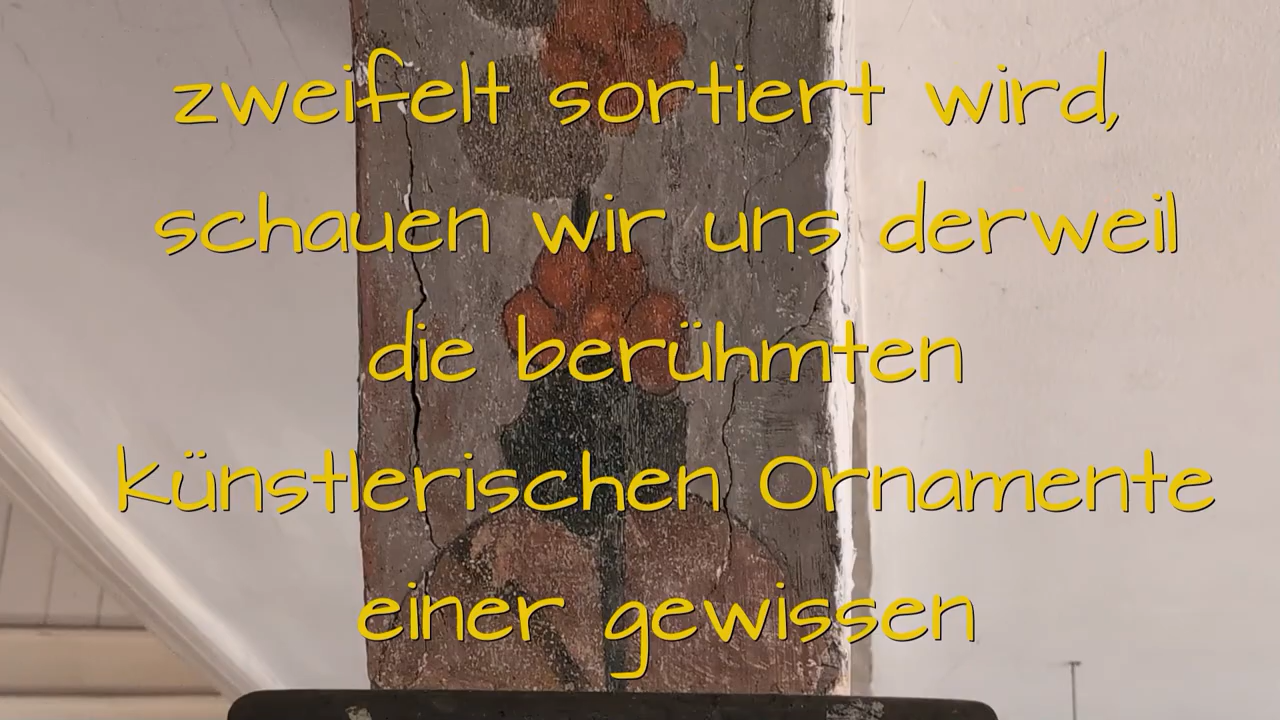 zweifelt sortiert wird,
schauen wir uns derweil
die berühmten
künstlerischen Ornamente
einer gewissen